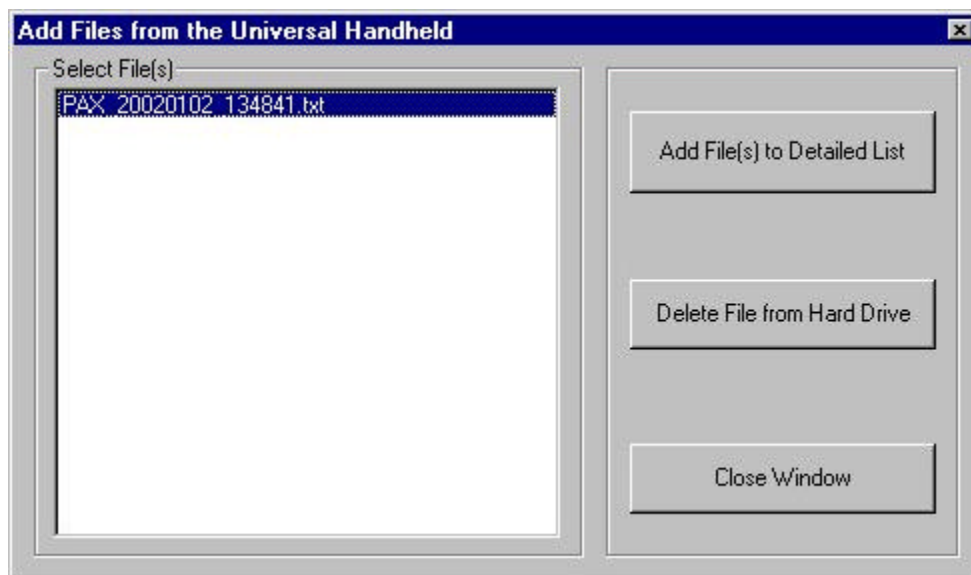 Add Files from the Universal Handheld
Select File(s)
PAX_20020102_134841.txt
Add File(s) to Detailed List
Delete File from Hard Drive
Close Window